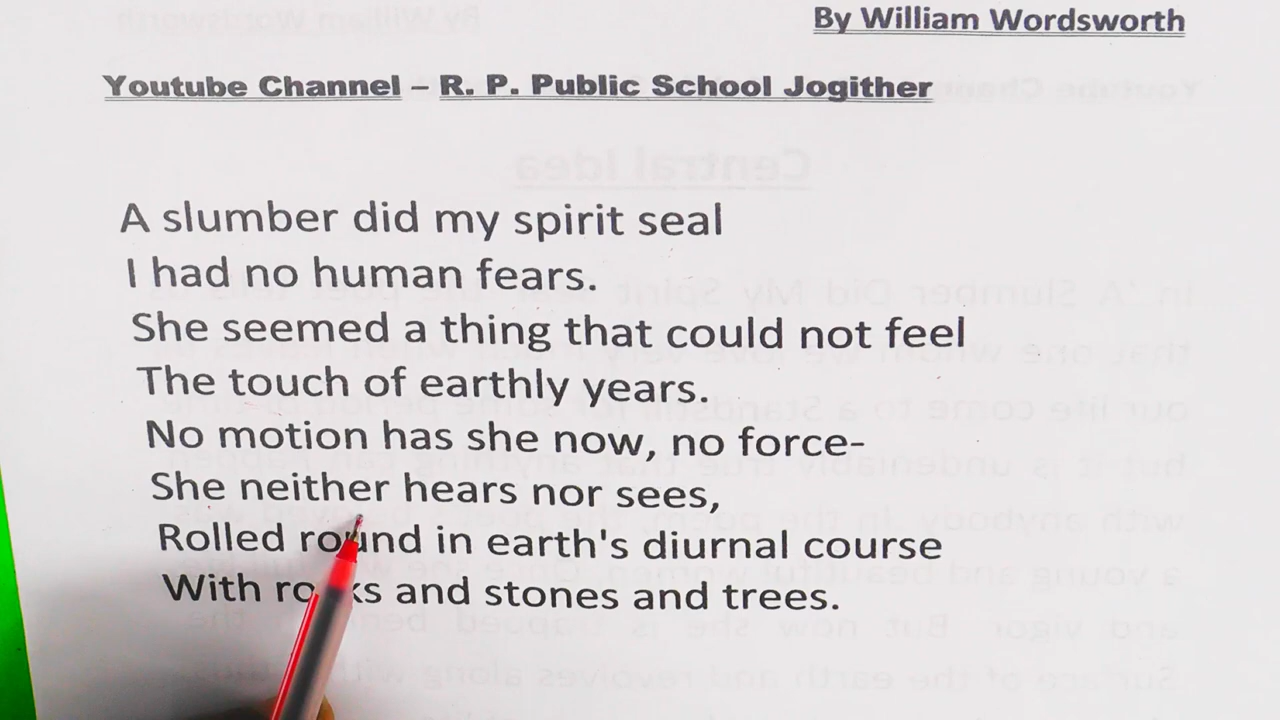 By William Wordsworth
Youtube Channel – R. P. Public School Jogither
Central Idea
A slumber did my spirit seal
I had no human fears.
She seemed a thing that could not feel
The touch of earthly years.
No motion has she now, no force-
She neither hears nor sees,
Rolled round in earth's diurnal course
With rocks and stones and trees.